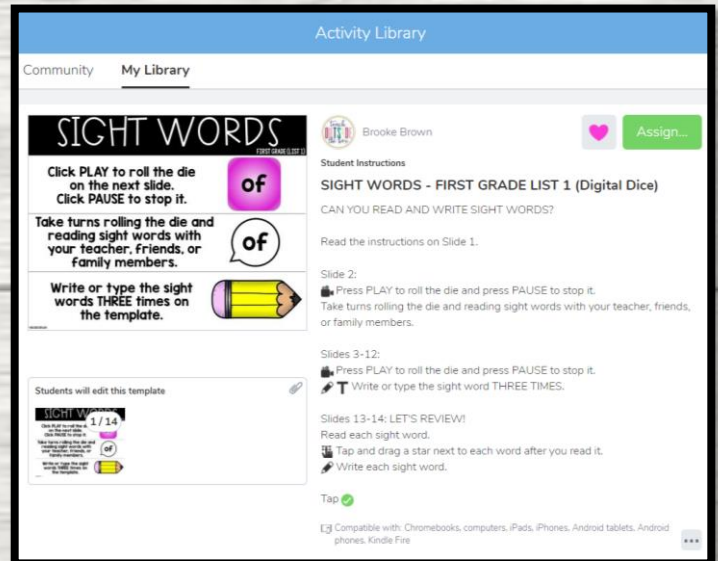 Activity Library
Community My Library
SIGHT WORDS
FIRST GRADE (LIST 1)
Click PLAY to roll the die
on the next slide.
Click PAUSE to stop it.
of
Take turns rolling the die and
reading sight words with
your teacher, friends, or
family members.
of
Write or type the sight
words THREE times on
the template.
Students will edit this template
SIGHT WORDS
1/14
of
Brooke Brown
Assign...
Student Instructions
SIGHT WORDS - FIRST GRADE LIST 1 (Digital Dice)
CAN YOU READ AND WRITE SIGHT WORDS?
Read the instructions on Slide 1.
Slide 2:
Press PLAY to roll the die and press PAUSE to stop it.
Take turns rolling the die and reading sight words with your teacher, friends,
or family members.
Slides 3-12:
Press PLAY to roll the die and press PAUSE to stop it.
Write or type the sight word THREE TIMES.
Slides 13-14: LET'S REVIEW!
Read each sight word.
Tap and drag a star next to each word after you read it.
Write each sight word.
Tap
Compatible with: Chromebooks, computers, iPads, iPhones, Android tablets, Android
phones, Kindle Fire